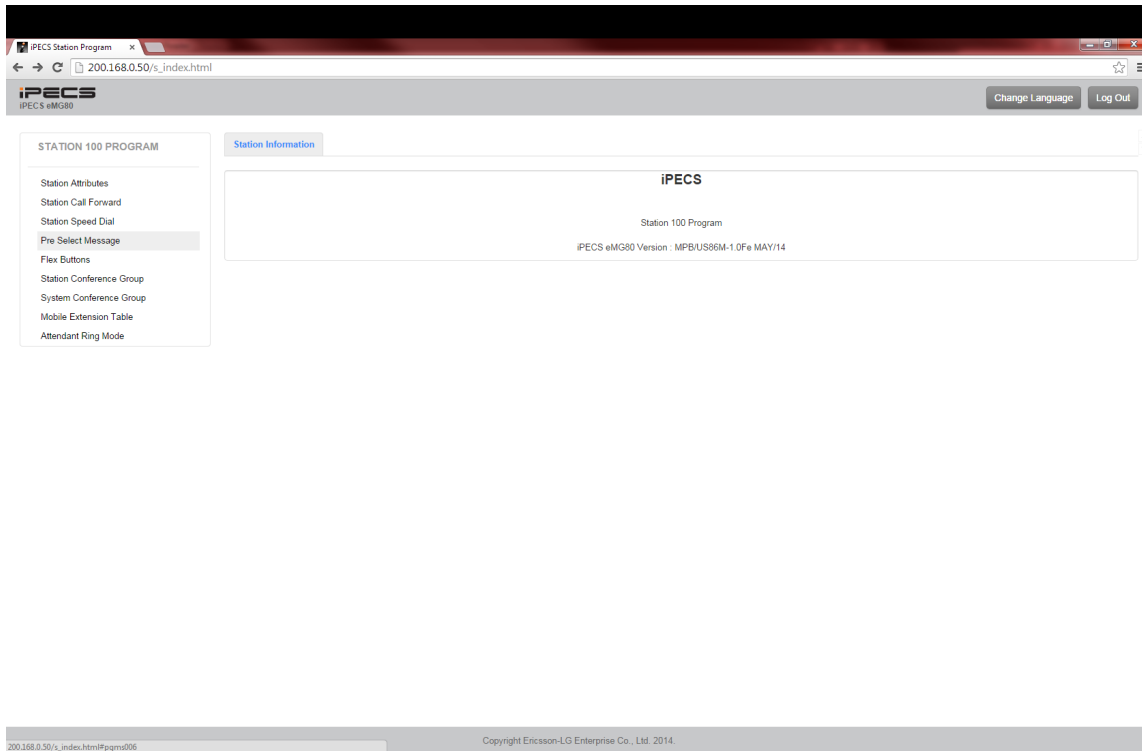 iPECS Station Program
200.168.0.50/s_index.html
iPECS
iPECS eMG80
Change Language
Log Out
STATION 100 PROGRAM
Station Attributes
Station Call Forward
Station Speed Dial
Pre Select Message
Flex Buttons
Station Conference Group
System Conference Group
Mobile Extension Table
Attendant Ring Mode
Station Information
iPECS
Station 100 Program
iPECS eMG80 Version : MPB/US86M-1.0Fe MAY/14
Copyright Ericsson-LG Enterprise Co., Ltd. 2014.
200.168.0.50/s_index.html#pgms006